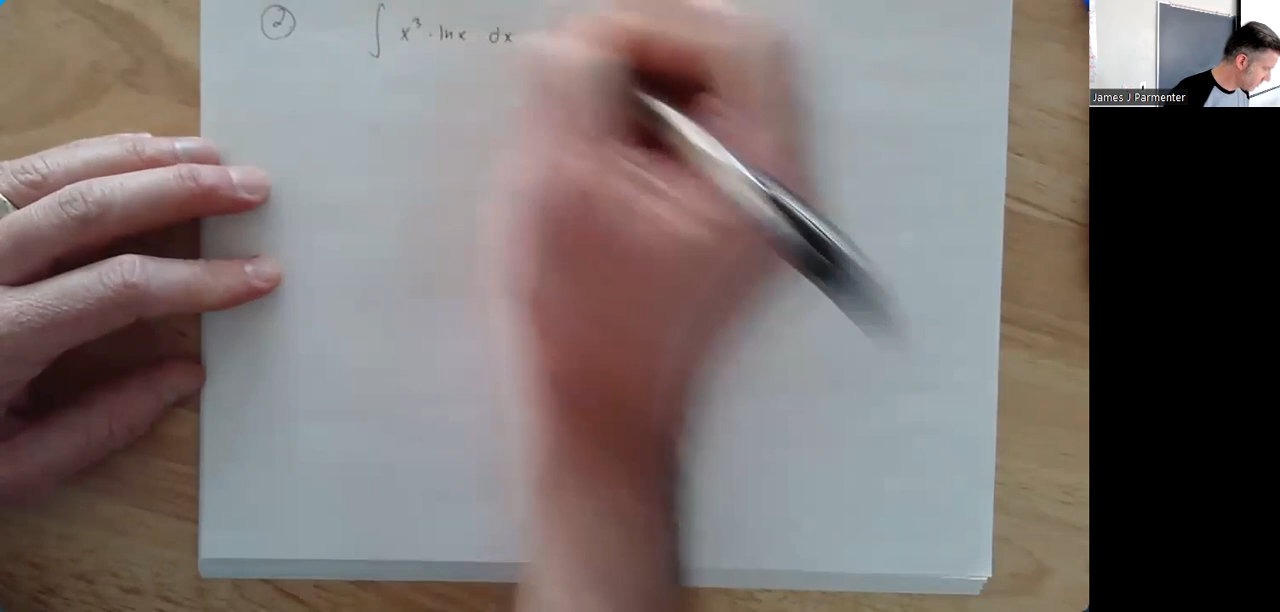 ② ∫ x³ · ln x dx
James J Parmenter